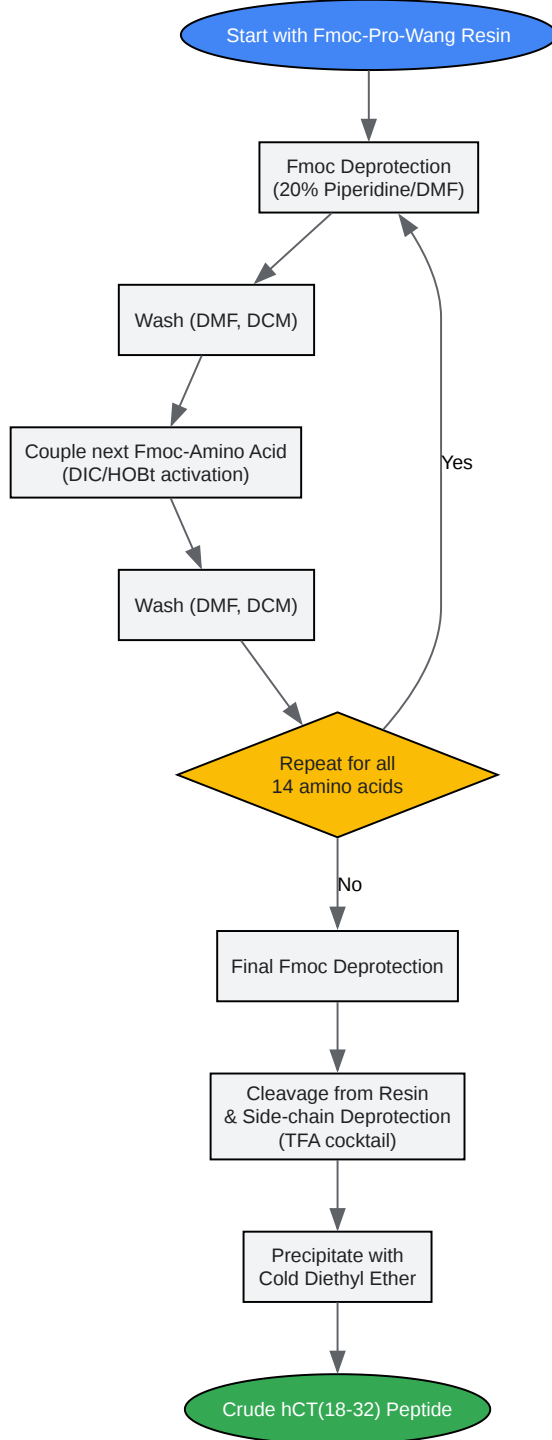 Start with Fmoc-Pro-Wang Resin
Fmoc Deprotection
(20% Piperidine/DMF)
Wash (DMF, DCM)
Couple next Fmoc-Amino Acid
(DIC/HOBt activation)
Yes
Wash (DMF, DCM)
Repeat for all
14 amino acids
No
Final Fmoc Deprotection
Cleavage from Resin
& Side-chain Deprotection
(TFA cocktail)
Precipitate with
Cold Diethyl Ether
Crude hCT(18-32) Peptide